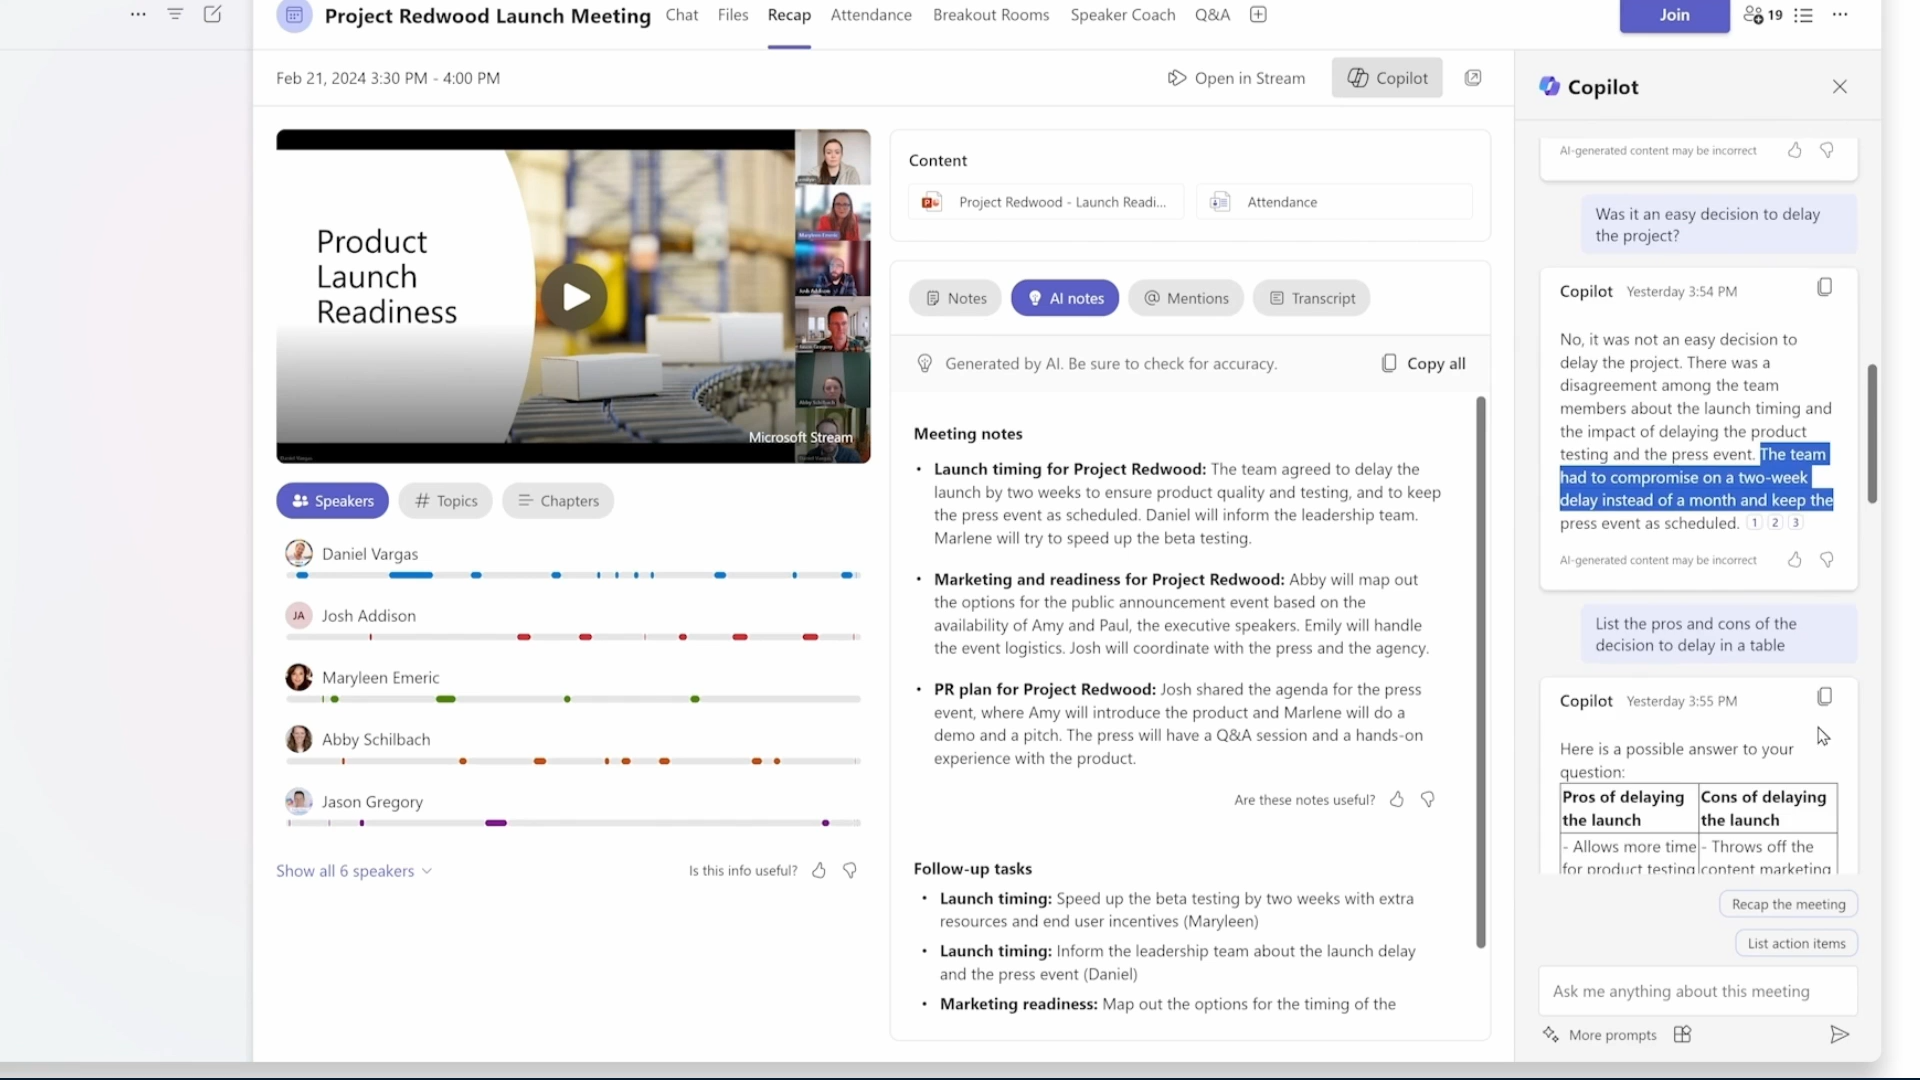 Project Redwood Launch Meeting
Chat
Files
Recap
Attendance
Breakout Rooms
Speaker Coach
Q&A
Join
19
Feb 21, 2024 3:30 PM - 4:00 PM
Open in Stream
Copilot
Product
Launch
Readiness
Microsoft Stream
Speakers
Topics
Chapters
Daniel Vargas
JA
Josh Addison
Maryleen Emeric
Abby Schilbach
Jason Gregory
Show all 6 speakers
Is this info useful?
Content
Project Redwood - Launch Readi...
Attendance
Notes
AI notes
Mentions
Transcript
Generated by AI. Be sure to check for accuracy.
Copy all
Meeting notes
• Launch timing for Project Redwood: The team agreed to delay the
launch by two weeks to ensure product quality and testing, and to keep
the press event as scheduled. Daniel will inform the leadership team.
Marlene will try to speed up the beta testing.
• Marketing and readiness for Project Redwood: Abby will map out
the options for the public announcement event based on the
availability of Amy and Paul, the executive speakers. Emily will handle
the event logistics. Josh will coordinate with the press and the agency.
• PR plan for Project Redwood: Josh shared the agenda for the press
event, where Amy will introduce the product and Marlene will do a
demo and a pitch. The press will have a Q&A session and a hands-on
experience with the product.
Are these notes useful?
Follow-up tasks
• Launch timing: Speed up the beta testing by two weeks with extra
resources and end user incentives (Maryleen)
• Launch timing: Inform the leadership team about the launch delay
and the press event (Daniel)
• Marketing readiness: Map out the options for the timing of the
Copilot
AI-generated content may be incorrect
Was it an easy decision to delay
the project?
Copilot Yesterday 3:54 PM
No, it was not an easy decision to
delay the project. There was a
disagreement among the team
members about the launch timing and
the impact of delaying the product
testing and the press event. The team
had to compromise on a two-week
delay instead of a month and keep the
press event as scheduled. 1 2 3
AI-generated content may be incorrect
List the pros and cons of the
decision to delay in a table
Copilot Yesterday 3:55 PM
Here is a possible answer to your
question:
Pros of delaying
the launch
Cons of delaying
the launch
- Allows more time
for product testing
- Throws off the
content marketing
Recap the meeting
List action items
Ask me anything about this meeting
More prompts